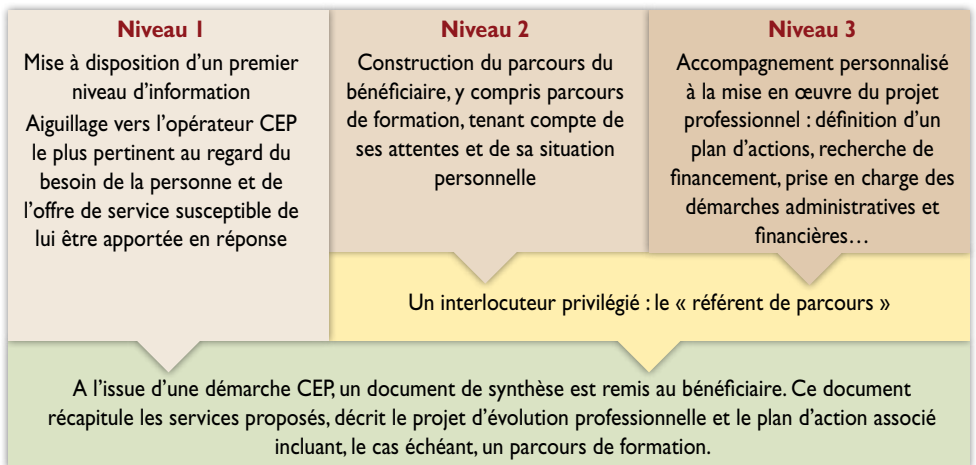 Niveau 1
Mise à disposition d'un premier
niveau d'information
Aiguillage vers l'opérateur CEP
le plus pertinent au regard du
besoin de la personne et de
l'offre de service susceptible de
lui être apportée en réponse
Niveau 2
Construction du parcours du
bénéficiaire, y compris parcours
de formation, tenant compte de
ses attentes et de sa situation
personnelle
Niveau 3
Accompagnement personnalisé
à la mise en œuvre du projet
professionnel : définition d'un
plan d'actions, recherche de
financement, prise en charge des
démarches administratives et
financières…
Un interlocuteur privilégié : le « référent de parcours »
A l'issue d'une démarche CEP, un document de synthèse est remis au bénéficiaire. Ce document
récapitule les services proposés, décrit le projet d'évolution professionnelle et le plan d'action associé
incluant, le cas échéant, un parcours de formation.